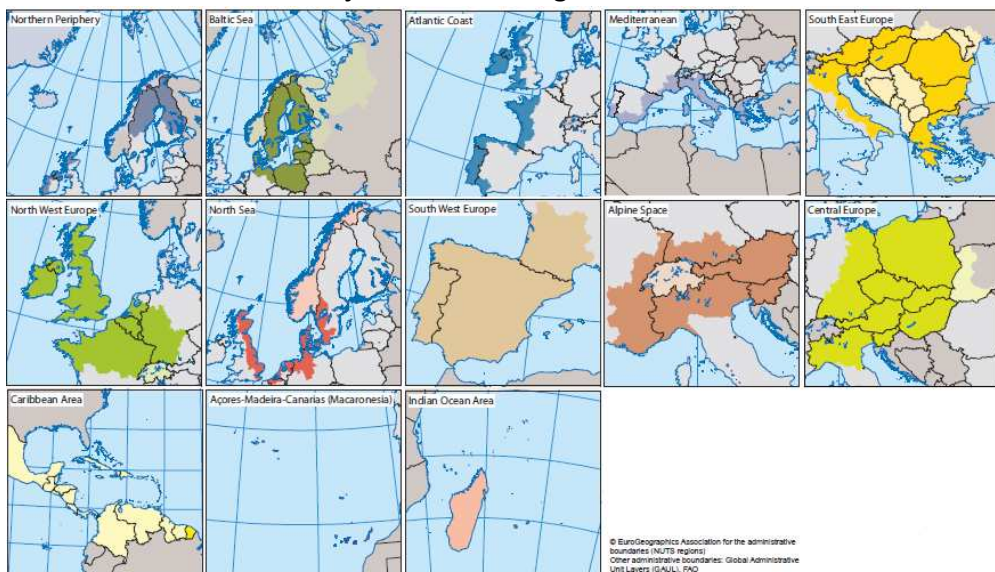 Northern Periphery
Baltic Sea
Atlantic Coast
Mediterranean
South East Europe
North West Europe
North Sea
South West Europe
Alpine Space
Central Europe
Caribbean Area
Açores-Madeira-Canarias (Macaronesia)
Indian Ocean Area
© EuroGeographics Association for the administrative
boundaries (NUTS regions)
Other administrative boundaries: Global Administrative
Unit Layers (GAUL), FAO